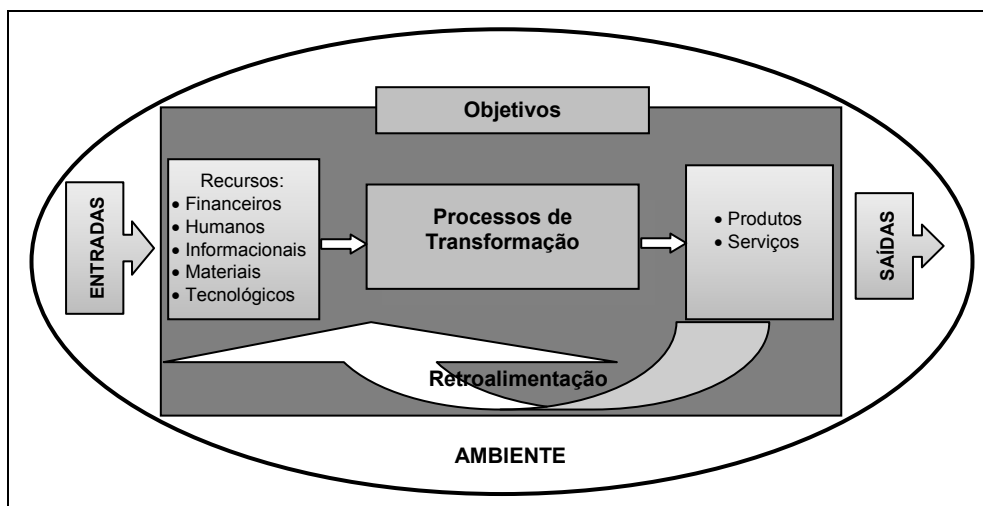 Objetivos
ENTRADAS
Recursos:
• Financeiros
• Humanos
• Informacionais
• Materiais
• Tecnológicos
Processos de
Transformação
• Produtos
• Serviços
SAÍDAS
Retroalimentação
AMBIENTE